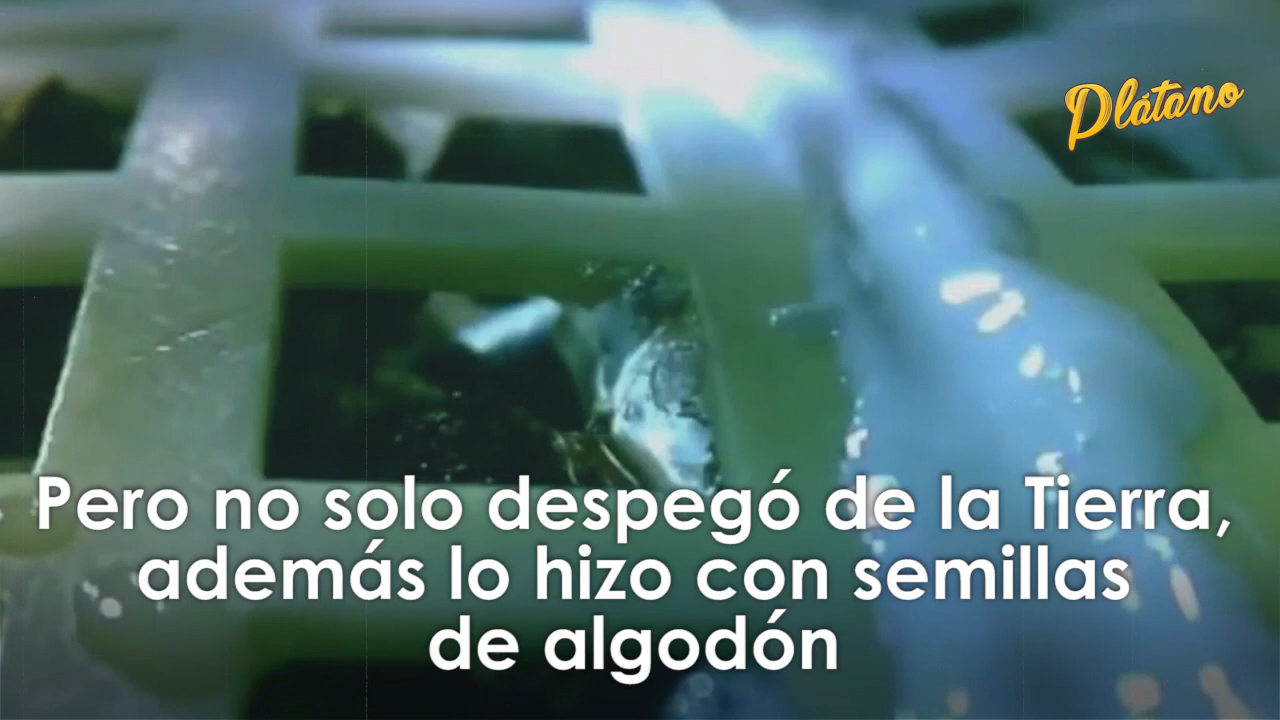 Plátano
Pero no solo despegó de la Tierra,
además lo hizo con semillas
de algodón